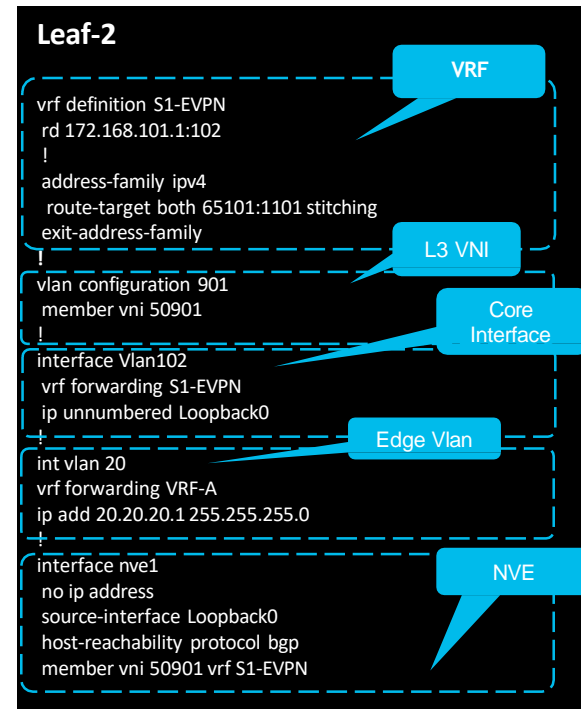 Leaf-2
VRF
vrf definition S1-EVPN
rd 172.168.101.1:102
!
address-family ipv4
route-target both 65101:1101 stitching
exit-address-family
!
L3 VNI
vlan configuration 901
member vni 50901
!
Core
Interface
interface Vlan102
vrf forwarding S1-EVPN
ip unnumbered Loopback0
!
Edge Vlan
int vlan 20
vrf forwarding VRF-A
ip add 20.20.20.1 255.255.255.0
!
interface nve1
NVE
no ip address
source-interface Loopback0
host-reachability protocol bgp
member vni 50901 vrf S1-EVPN